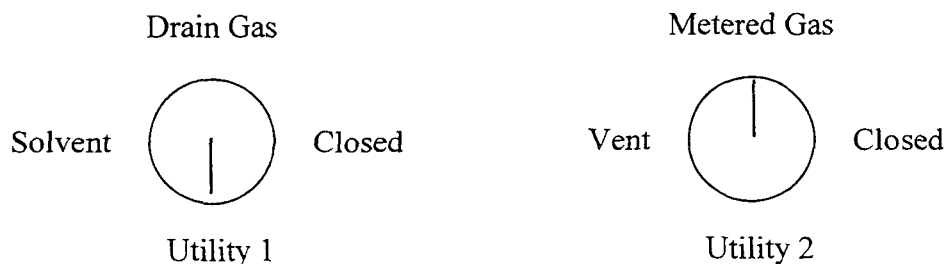 Drain Gas
Metered Gas
Solvent
Closed
Vent
Closed
Utility 1
Utility 2